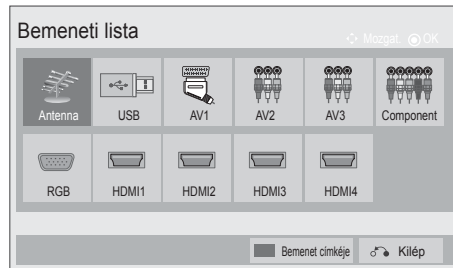 Bemeneti lista
Mozgat. OK
Antenna USB AV1 AV2 AV3 Component
RGB HDMI1 HDMI2 HDMI3 HDMI4
Bemenet címkéje Kilép